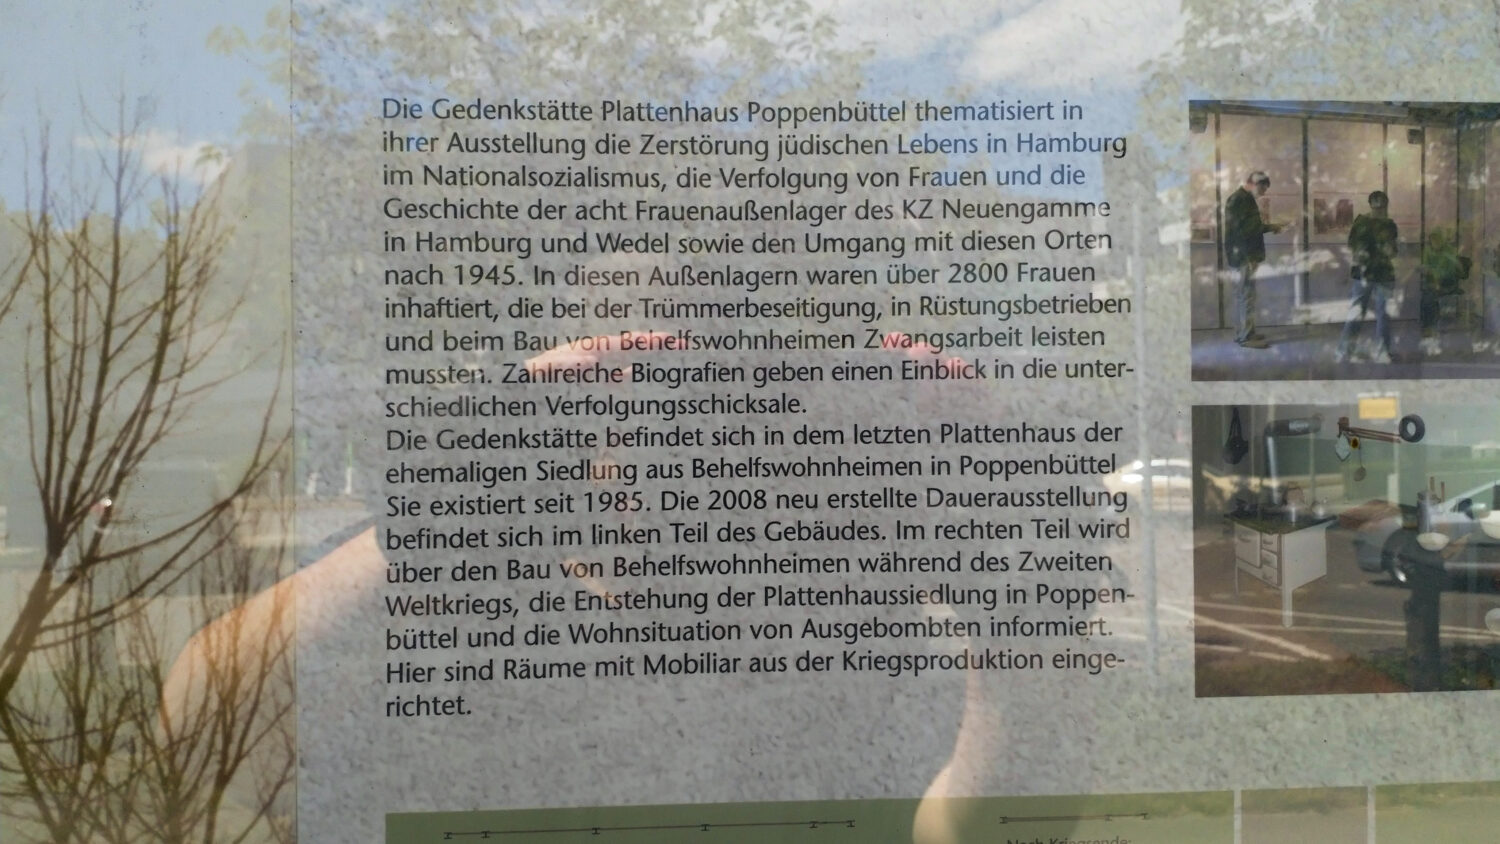 Die Gedenkstätte Plattenhaus Poppenbüttel thematisiert in
ihrer Ausstellung die Zerstörung jüdischen Lebens in Hamburg
im Nationalsozialismus, die Verfolgung von Frauen und die
Geschichte der acht Frauenaußenlager des KZ Neuengamme
in Hamburg und Wedel sowie den Umgang mit diesen Orten
nach 1945. In diesen Außenlagern waren über 2800 Frauen
inhaftiert, die bei der Trümmerbeseitigung, in Rüstungsbetrieben
und beim Bau von Behelfswohnheimen Zwangsarbeit leisten
mussten. Zahlreiche Biografien geben einen Einblick in die unter-
schiedlichen Verfolgungsschicksale.
Die Gedenkstätte befindet sich in dem letzten Plattenhaus der
ehemaligen Siedlung aus Behelfswohnheimen in Poppenbüttel
Sie existiert seit 1985. Die 2008 neu erstellte Dauerausstellung
befindet sich im linken Teil des Gebäudes. Im rechten Teil wird
über den Bau von Behelfswohnheimen während des Zweiten
Weltkriegs, die Entstehung der Plattenhaussiedlung in Poppen-
büttel und die Wohnsituation von Ausgebombten informiert.
Hier sind Räume mit Mobiliar aus der Kriegsproduktion einge-
richtet.
Nach Kriegsende: